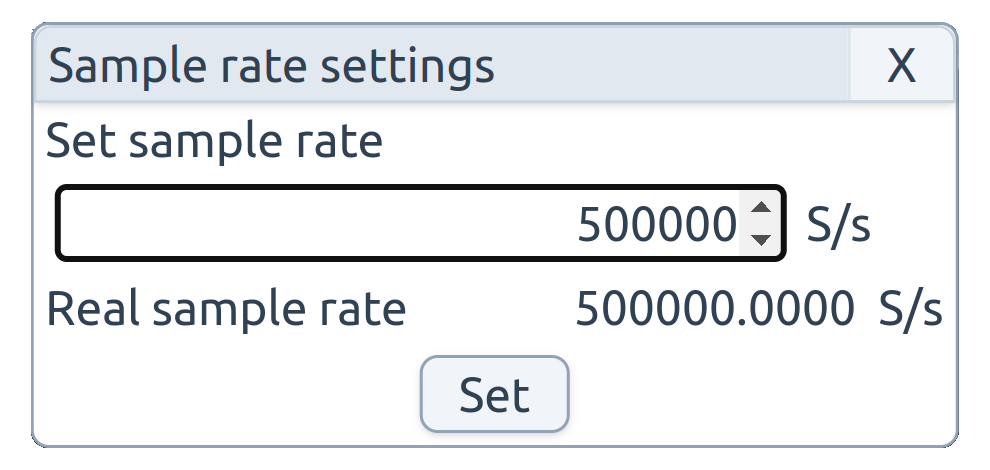 Sample rate settings X
Set sample rate
500000 S/s
Real sample rate 500000.0000 S/s
Set